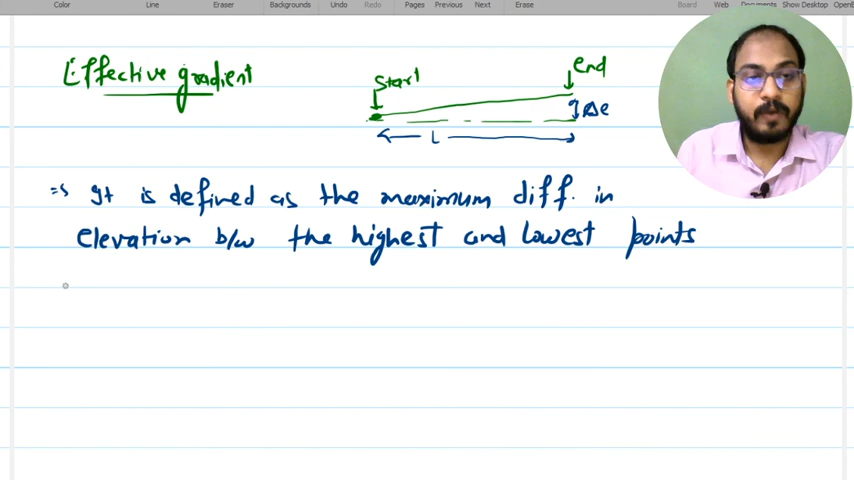 Color Line Eraser Backgrounds Undo Redo Pages Previous Next Erase Board Web Documents Show Desktop
Effective gradient
Start
end
Δe
L
⇒ It is defined as the maximum diff. in
elevation b/w the highest and lowest points